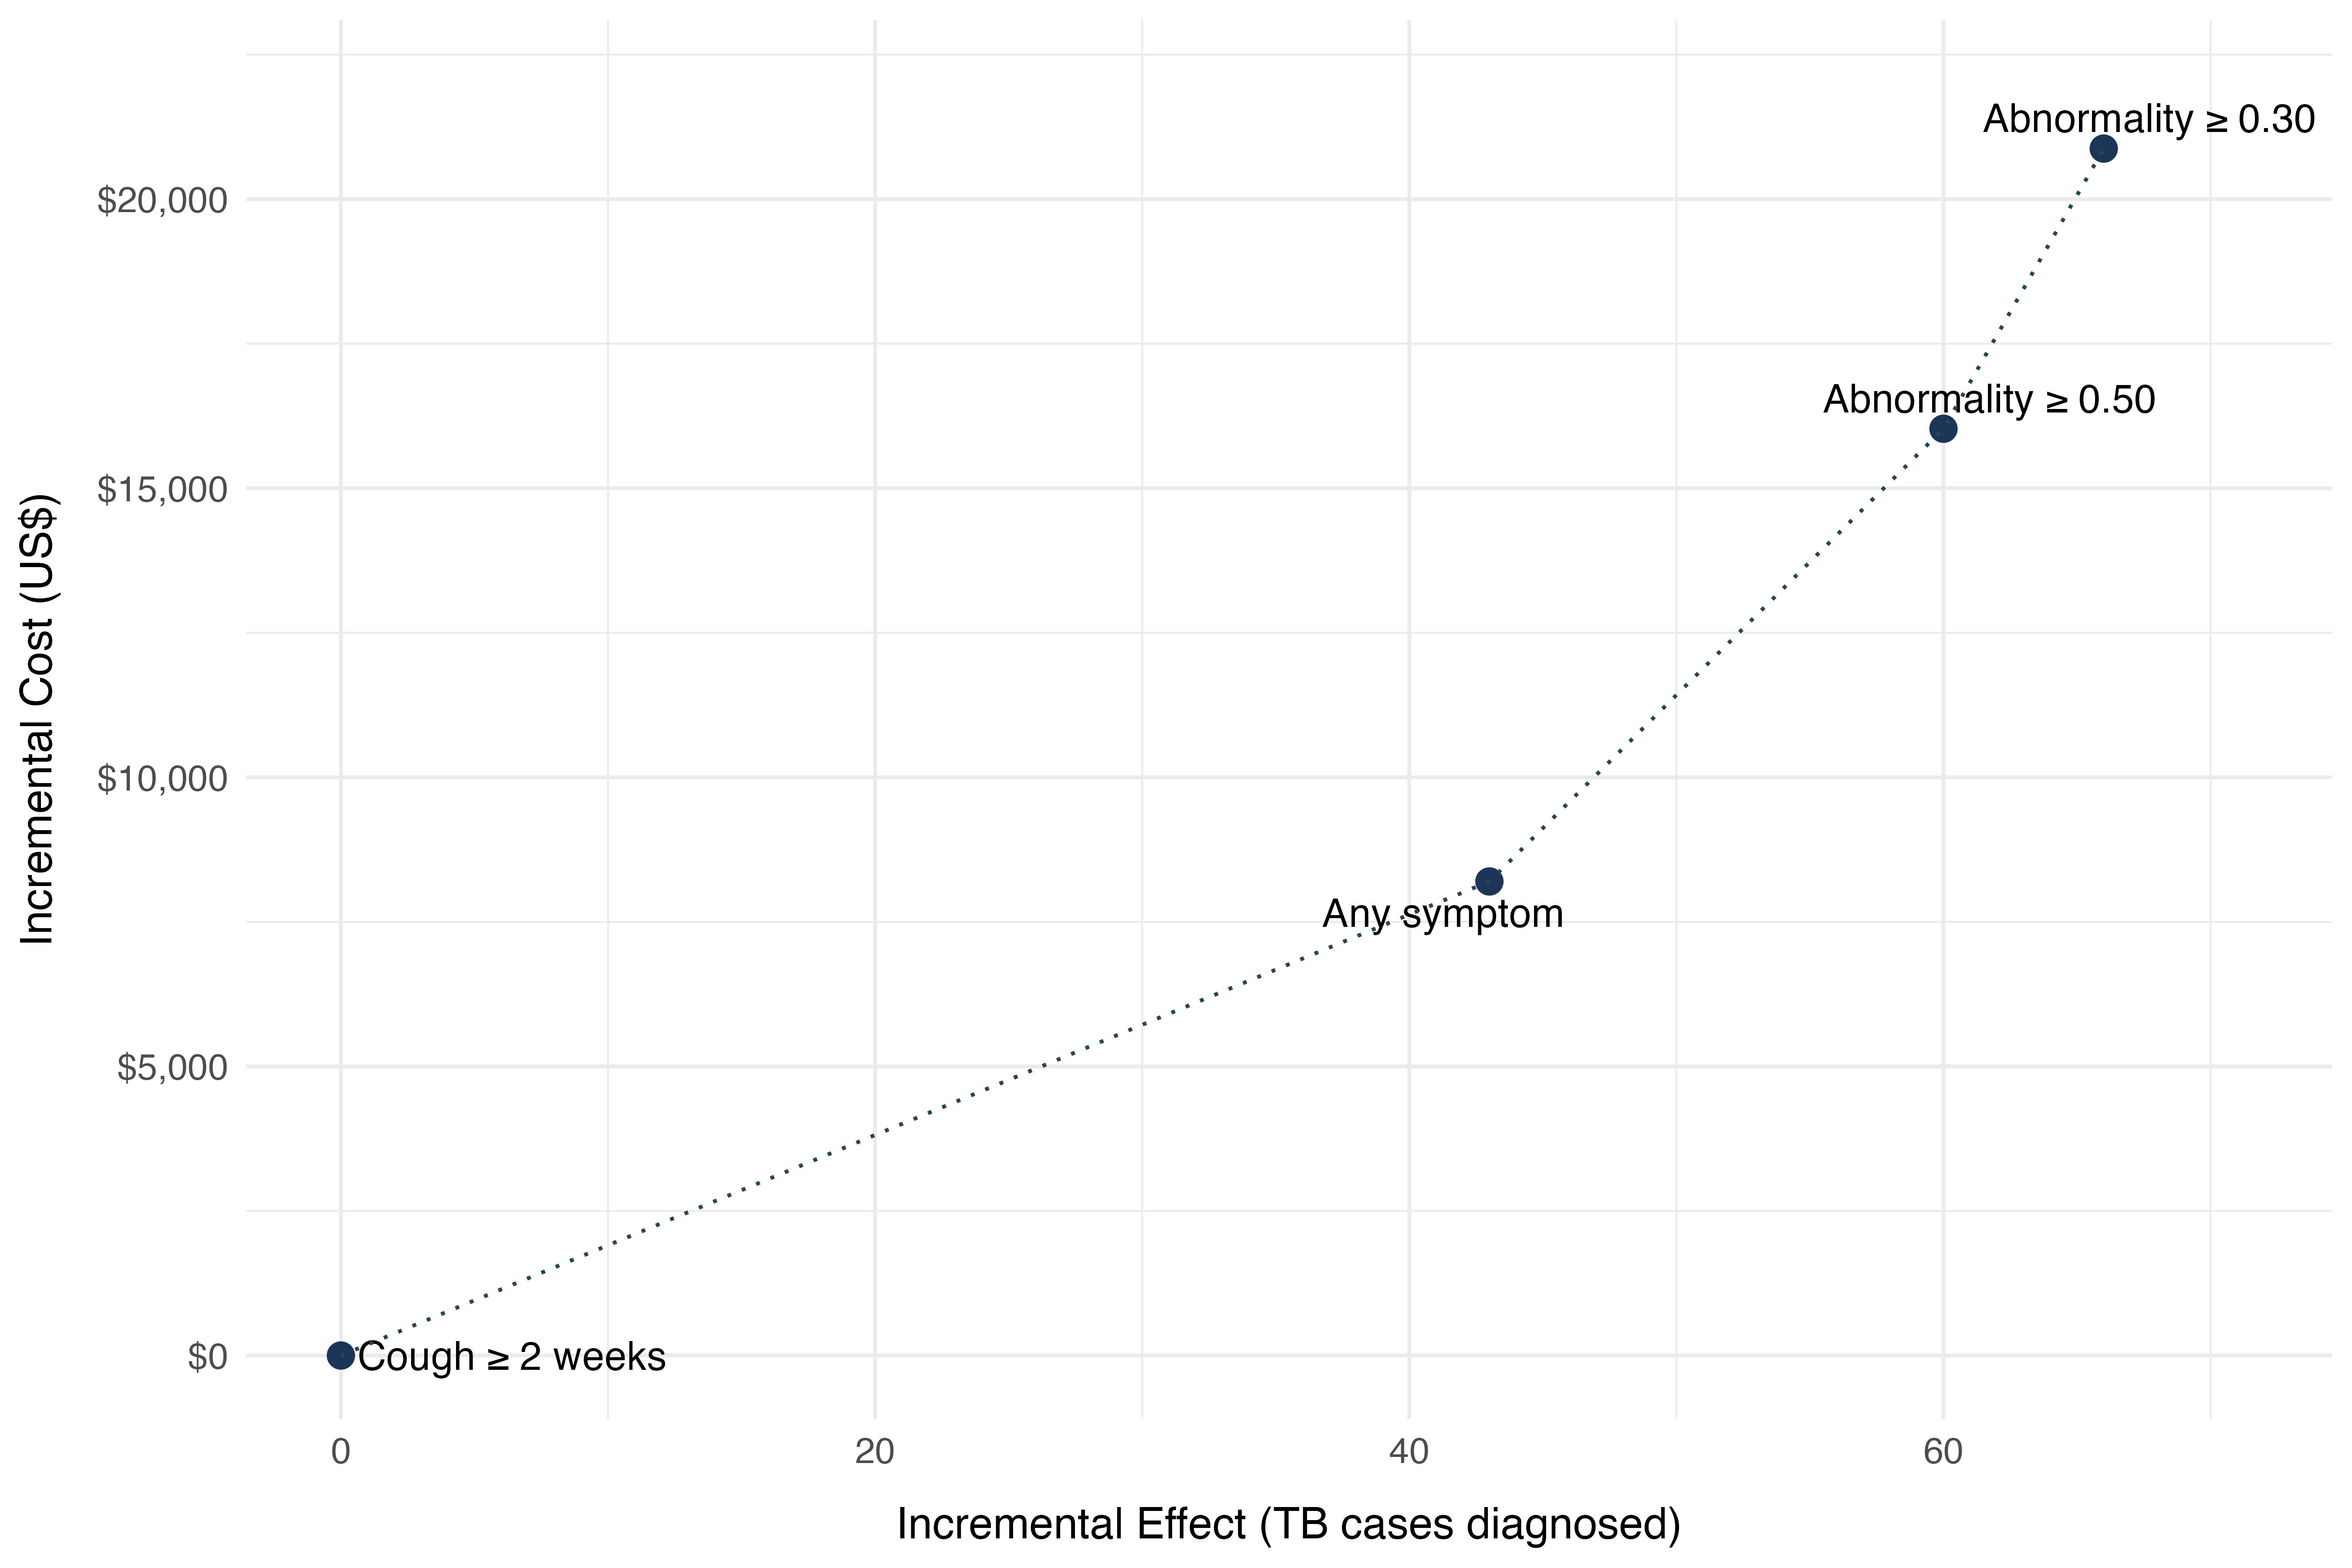 Abnormality ≥ 0.30
$20,000
Abnormality ≥ 0.50
$15,000
Incremental Cost (US$)
$10,000
Any symptom
$5,000
$0
Cough ≥ 2 weeks
0
20
40
60
Incremental Effect (TB cases diagnosed)